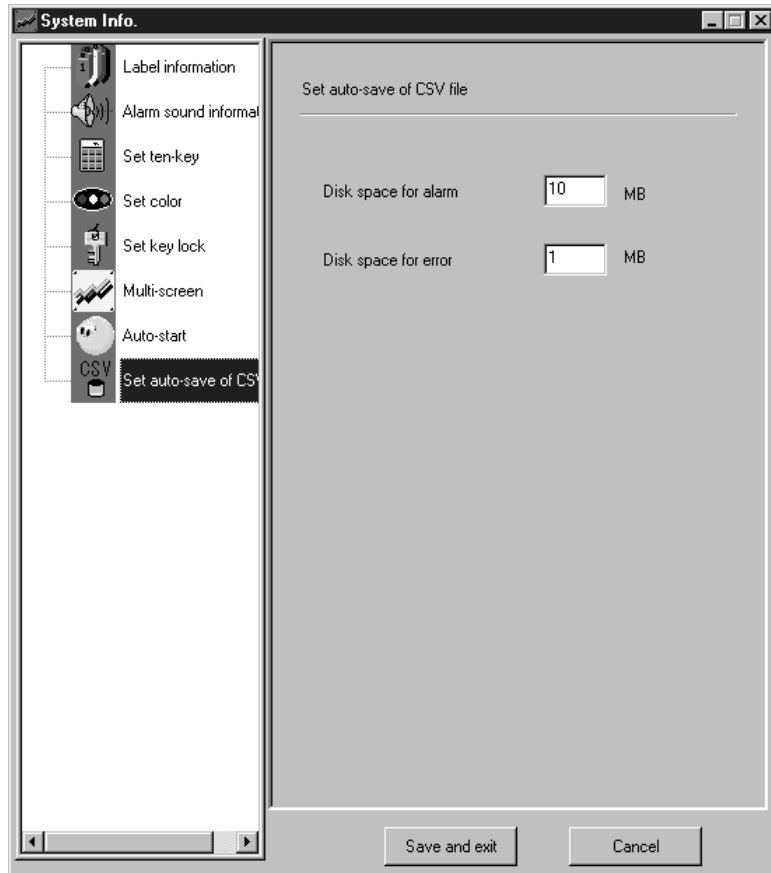 System Info.
Label information
Alarm sound informat
Set ten-key
Set color
Set key lock
Multi-screen
Auto-start
CSV
Set auto-save of CSV
Set auto-save of CSV file
Disk space for alarm 10 MB
Disk space for error 1 MB
Save and exit Cancel